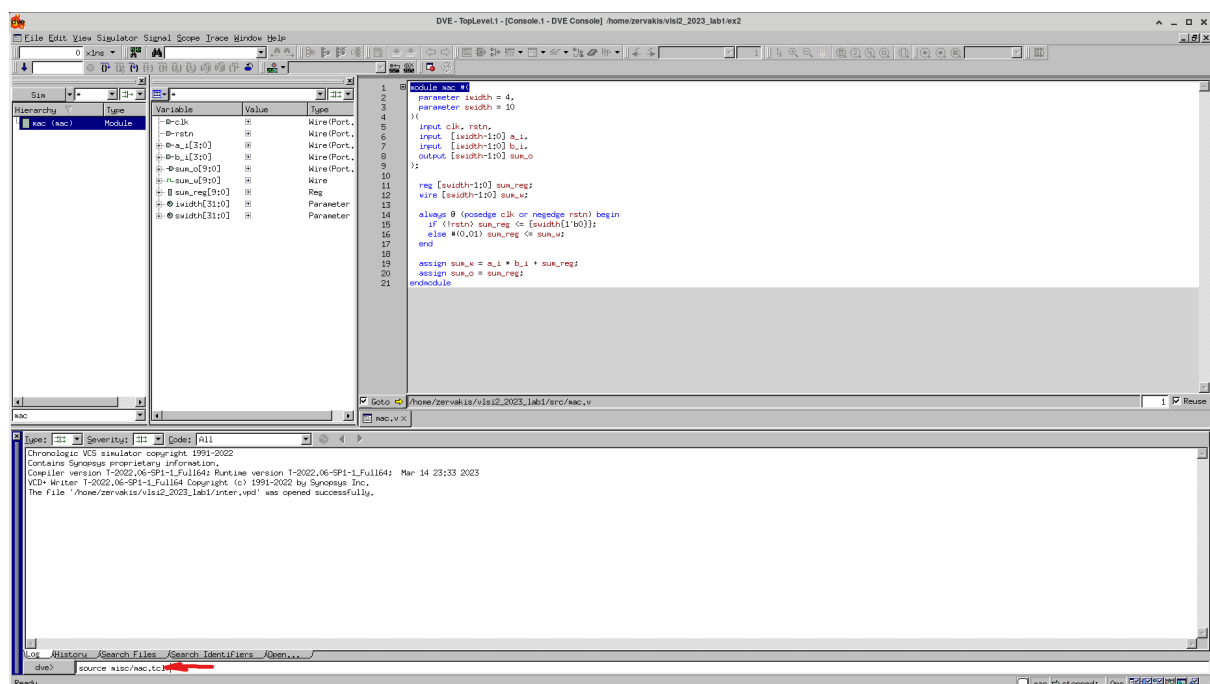 DVE - TopLevel.1 - [Console.1 - DVE Console] /home/zervakis/vlsi2_2023_lab1/ex2
File Edit View Simulator Signal Scope Trace Window Help
0 x1ns
Sim
Hierarchy Type
mac (mac) Module
mac
Variable Value Type
clk Wire(Port.
rstn Wire(Port.
a_i[3:0] Wire(Port.
b_i[3:0] Wire(Port.
sum_o[9:0] Wire(Port.
sum_w[9:0] Wire
sum_reg[9:0] Reg
iwidth[31:0] Parameter
swidth[31:0] Parameter
1 module mac #(
2 parameter iwidth = 4,
3 parameter swidth = 10
4 )(
5 input clk, rstn,
6 input [iwidth-1:0] a_i,
7 input [iwidth-1:0] b_i,
8 output [swidth-1:0] sum_o
9 );
10
11 reg [swidth-1:0] sum_reg;
12 wire [swidth-1:0] sum_w;
13
14 always @ (posedge clk or negedge rstn) begin
15 if (!rstn) sum_reg <= {swidth{1'b0}};
16 else #(0.01) sum_reg <= sum_w;
17 end
18
19 assign sum_w = a_i * b_i + sum_reg;
20 assign sum_o = sum_reg;
21 endmodule
Goto /home/zervakis/vlsi2_2023_lab1/src/mac.v 1 Reuse
mac.v
Type: Severity: Code: All
Chronologic VCS simulator copyright 1991-2022
Contains Synopsys proprietary information.
Compiler version T-2022.06-SP1-1_Full64; Runtime version T-2022.06-SP1-1_Full64; Mar 14 23:33 2023
VCD+ Writer T-2022.06-SP1-1_Full64 Copyright (c) 1991-2022 by Synopsys Inc.
The file '/home/zervakis/vlsi2_2023_lab1/inter.vpd' was opened successfully.
Log History Search Files Search Identifiers Open...
dve> source misc/mac.tcl
Ready mac stopped: